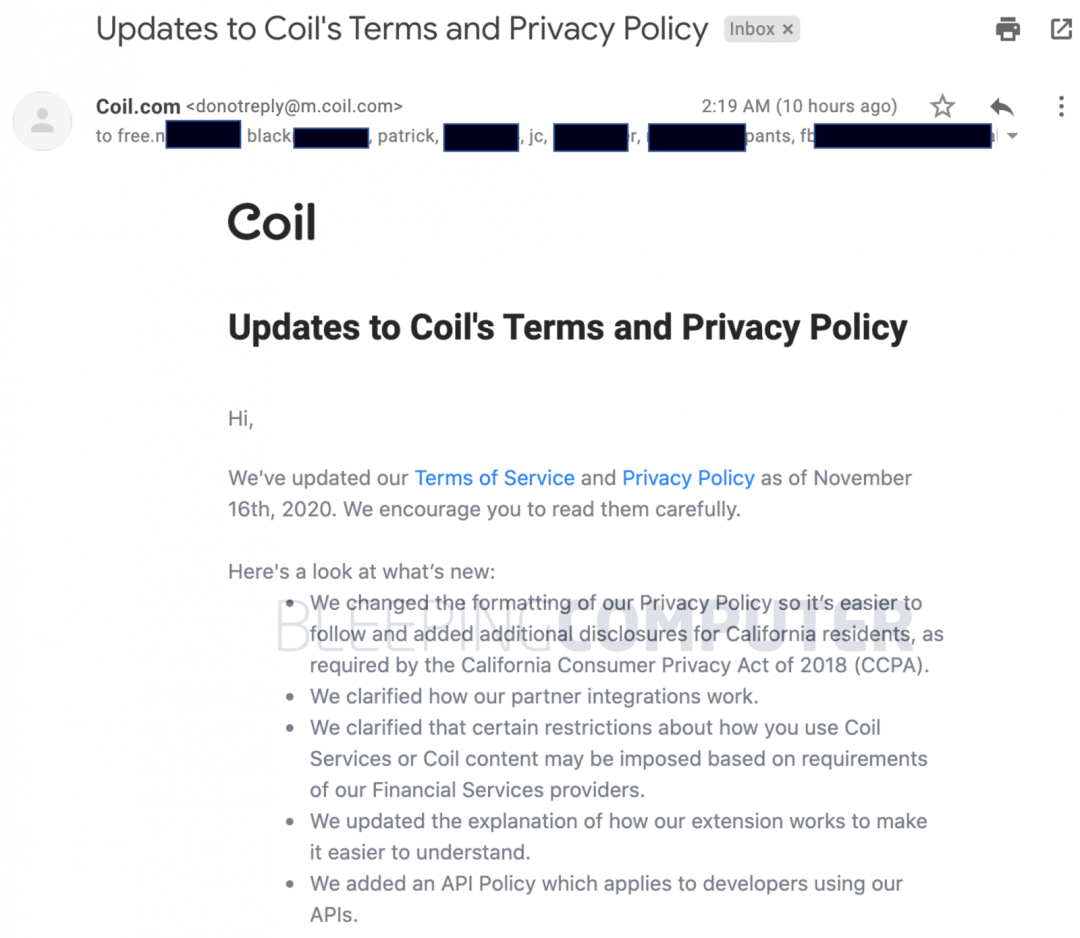 Updates to Coil's Terms and Privacy Policy Inbox ×
Coil.com <donotreply@m.coil.com> 2:19 AM (10 hours ago)
to free.n black , patrick, , jc, r, pants, fb
Coil
Updates to Coil's Terms and Privacy Policy
Hi,
We've updated our Terms of Service and Privacy Policy as of November
16th, 2020. We encourage you to read them carefully.
Here's a look at what’s new:
• We changed the formatting of our Privacy Policy so it’s easier to
follow and added additional disclosures for California residents, as
required by the California Consumer Privacy Act of 2018 (CCPA).
• We clarified how our partner integrations work.
• We clarified that certain restrictions about how you use Coil
Services or Coil content may be imposed based on requirements
of our Financial Services providers.
• We updated the explanation of how our extension works to make
it easier to understand.
• We added an API Policy which applies to developers using our
APIs.
BLEEPINGCOMPUTER